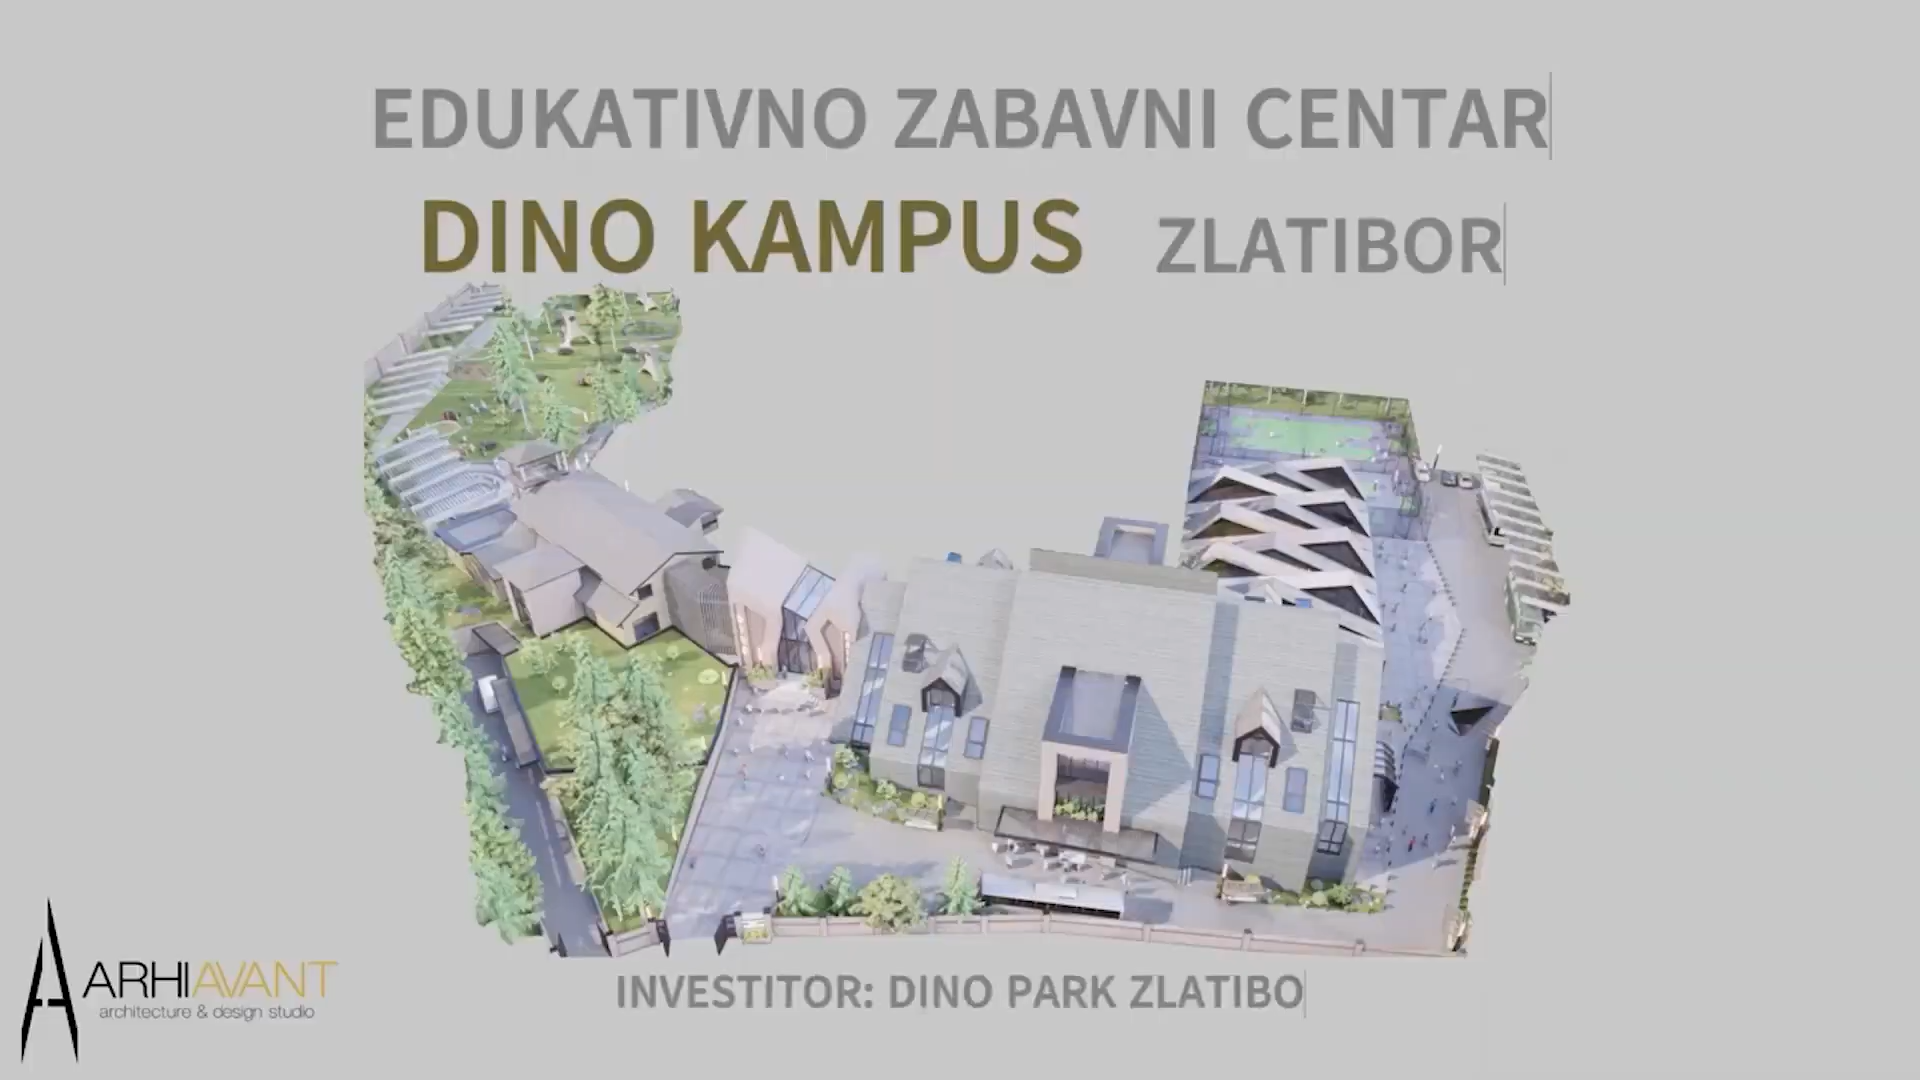 EDUKATIVNO ZABAVNI CENTAR
DINO KAMPUS ZLATIBOR
INVESTITOR: DINO PARK ZLATIBO
ARHIAVANT
architecture & design studio